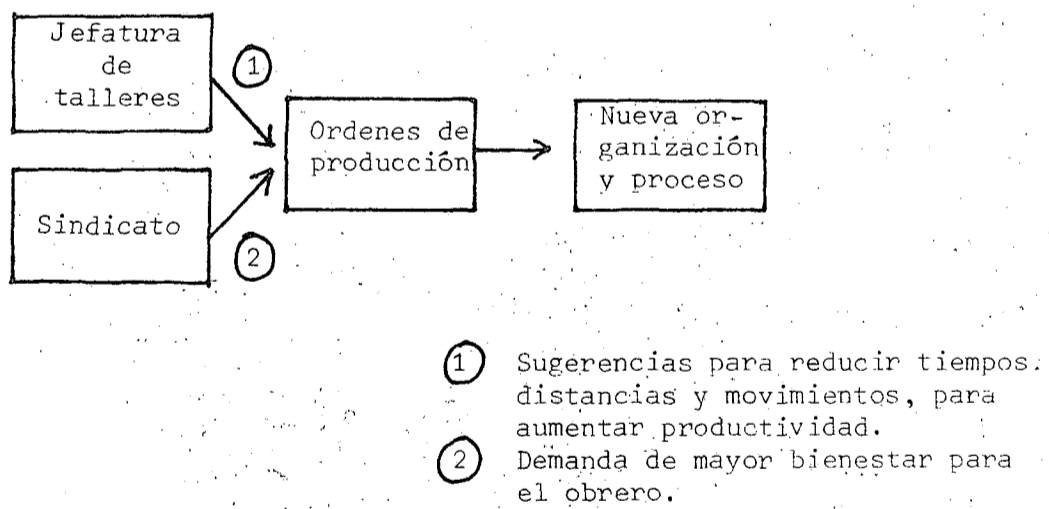 Jefatura
de
talleres
1
Ordenes de
producción
Nueva or-
ganización
y proceso
Sindicato
2
1 Sugerencias para reducir tiempos.
distancias y movimientos, para
aumentar productividad.
2 Demanda de mayor bienestar para
el obrero.